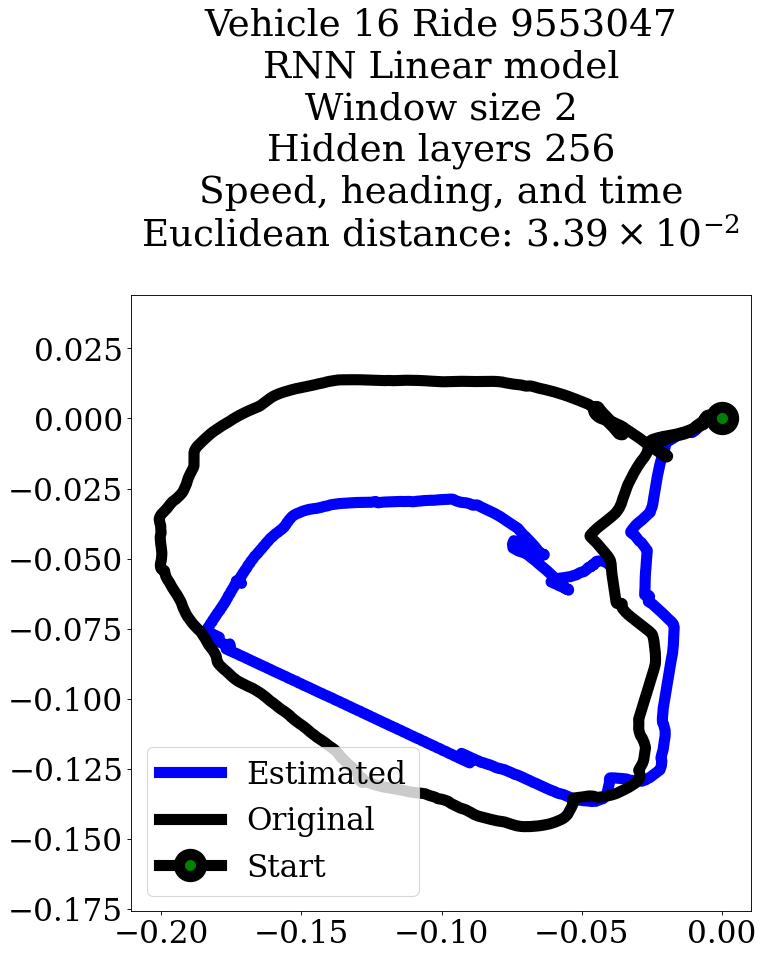 Vehicle 16 Ride 9553047
RNN Linear model
Window size 2
Hidden layers 256
Speed, heading, and time
Euclidean distance: 3.39 × 10⁻²
0.025
0.000
−0.025
−0.050
−0.075
−0.100
−0.125
−0.150
−0.175
Estimated
Original
Start
−0.20 −0.15 −0.10 −0.05 0.00